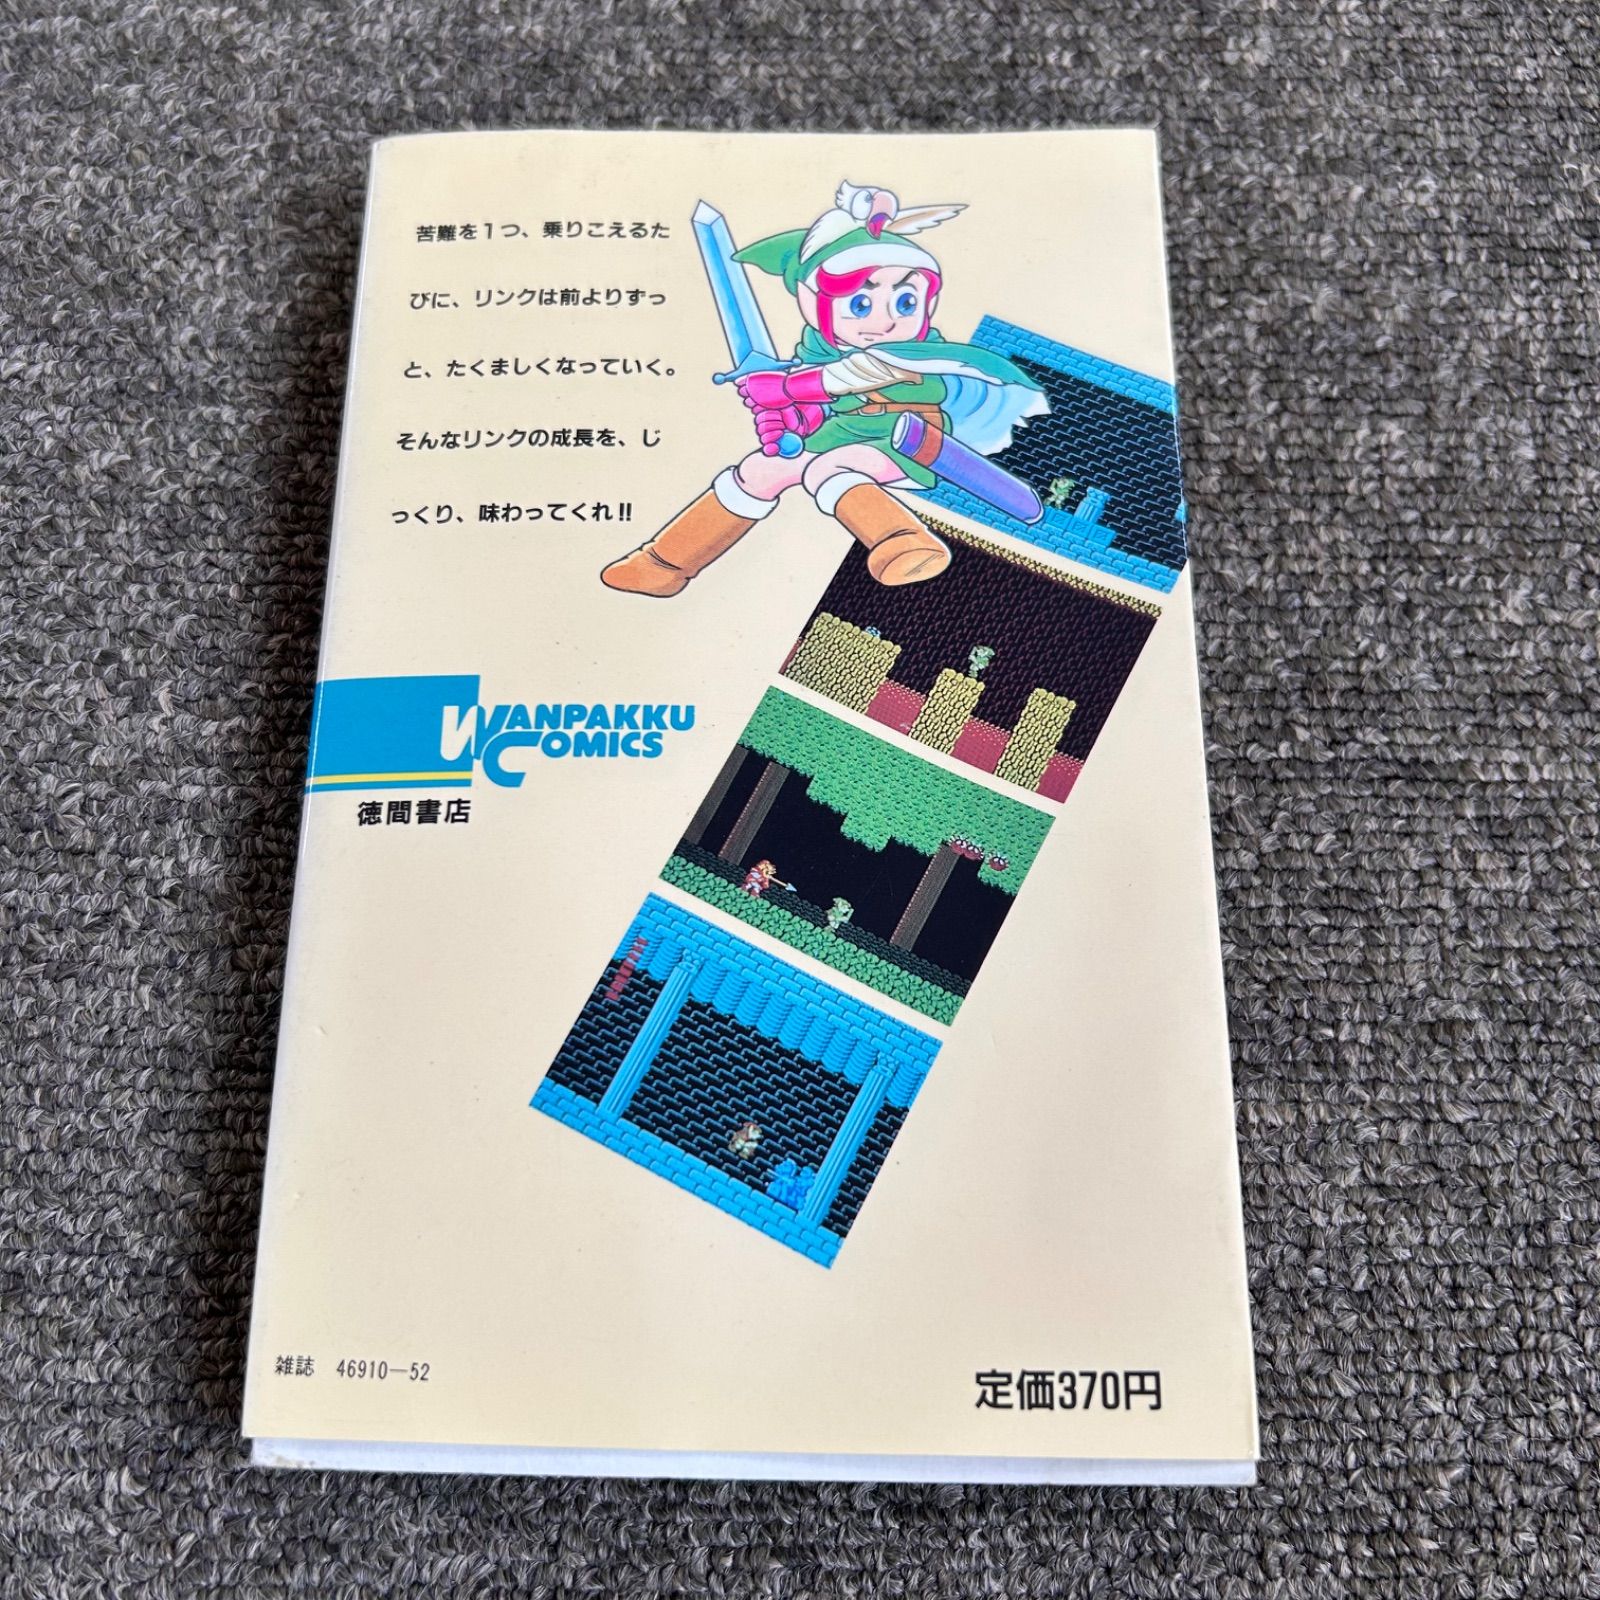 苦難を1つ、乗りこえるた
びに、リンクは前よりずっ
と、たくましくなっていく。
そんなリンクの成長を、じ
っくり、味わってくれ!!
WANPAKKU
COMICS
徳間書店
雑誌 46910-52
定価370円